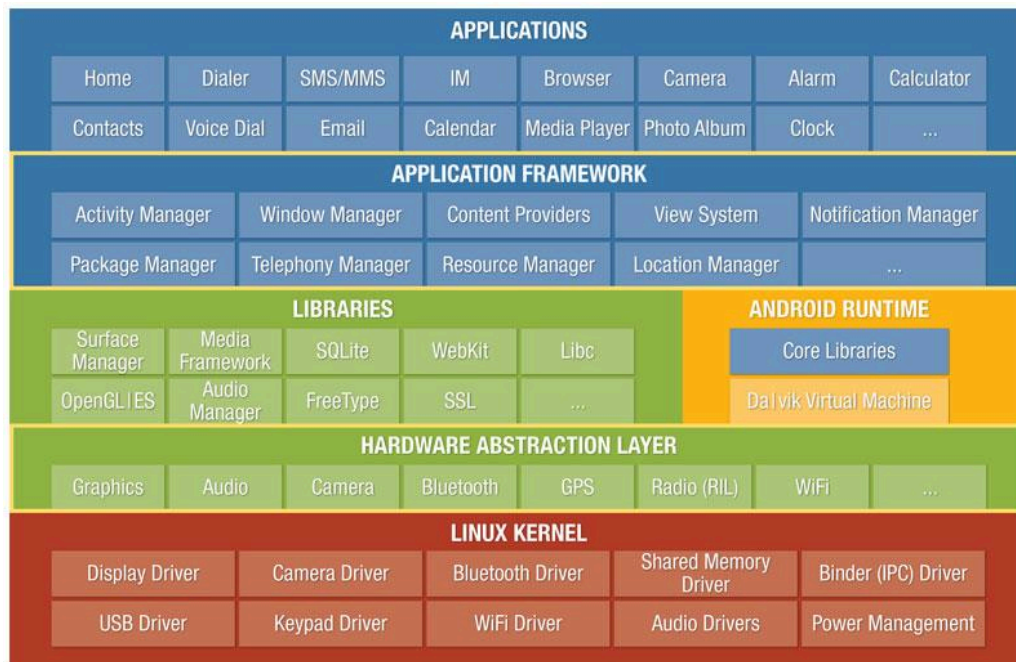 APPLICATIONS
Home Dialer SMS/MMS IM Browser Camera Alarm Calculator
Contacts Voice Dial Email Calendar Media Player Photo Album Clock ...
APPLICATION FRAMEWORK
Activity Manager Window Manager Content Providers View System Notification Manager
Package Manager Telephony Manager Resource Manager Location Manager ...
LIBRARIES
Surface Manager Media Framework SQLite WebKit Libc
OpenGL|ES Audio Manager FreeType SSL ...
ANDROID RUNTIME
Core Libraries
Dalvik Virtual Machine
HARDWARE ABSTRACTION LAYER
Graphics Audio Camera Bluetooth GPS Radio (RIL) WiFi ...
LINUX KERNEL
Display Driver Camera Driver Bluetooth Driver Shared Memory Driver Binder (IPC) Driver
USB Driver Keypad Driver WiFi Driver Audio Drivers Power Management